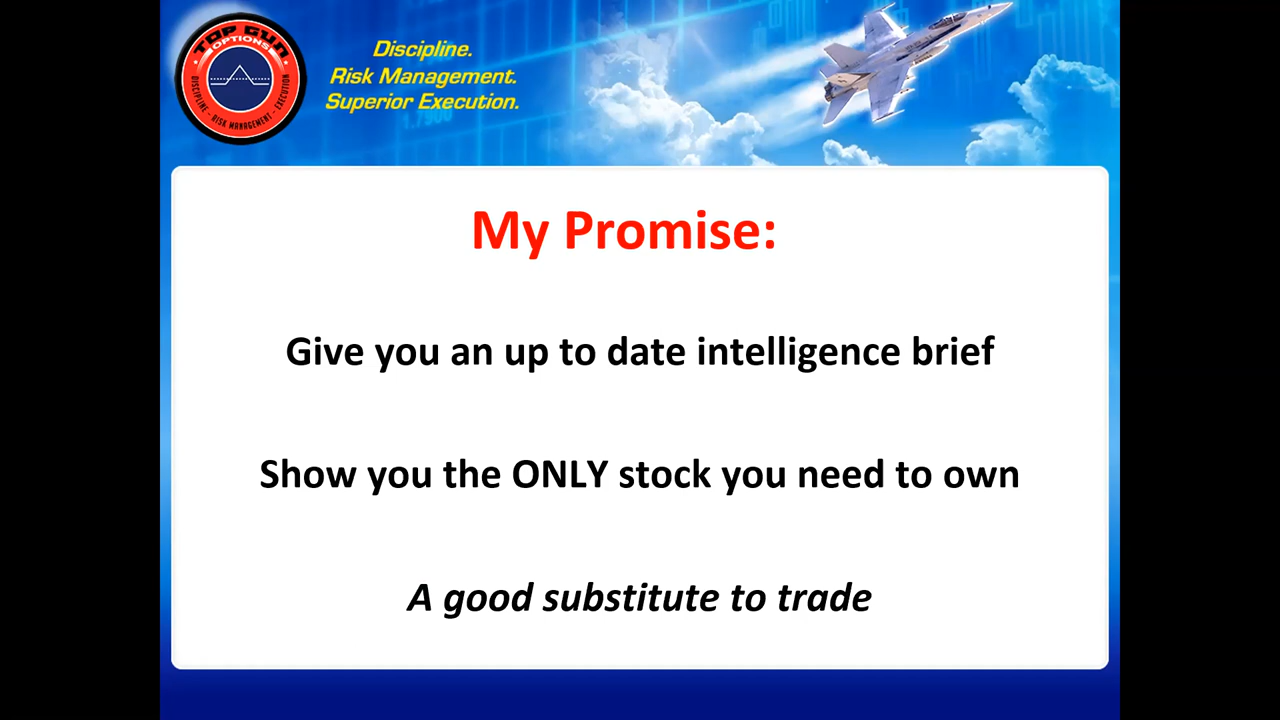 TOP GUN
OPTIONS
DISCIPLINE - RISK MANAGEMENT - EXECUTION
Discipline.
Risk Management.
Superior Execution.
My Promise:
Give you an up to date intelligence brief
Show you the ONLY stock you need to own
A good substitute to trade